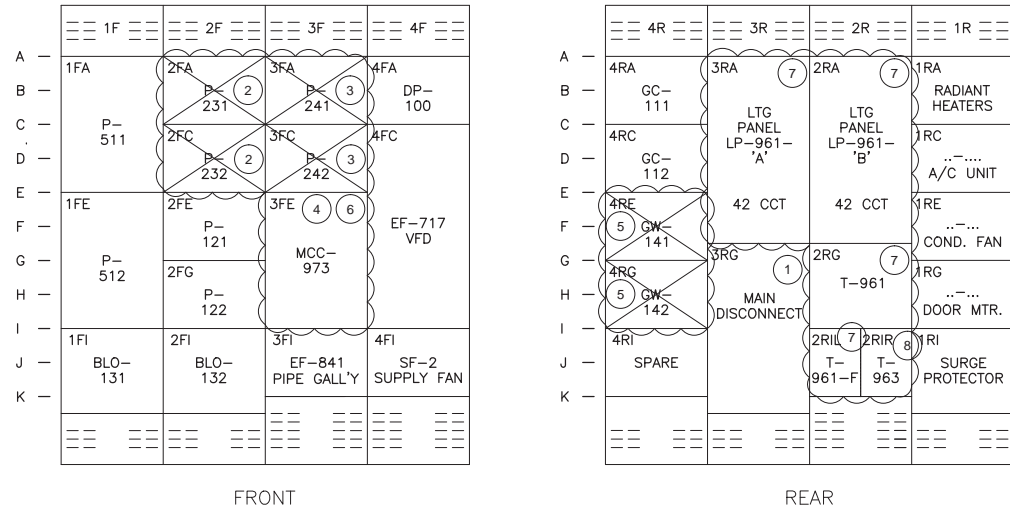 1F 2F 3F 4F
A
B
C
D
E
F
G
H
I
J
K
1FA
P-
511
1FE
P-
512
1FI
BLO-
131
2FA
P-
231
2
2FC
P-
232
2
2FE
P-
121
2FG
P-
122
2FI
BLO-
132
3FA
P-
241
3
3FC
P-
242
3
3FE
4 6
MCC-
973
3FI
EF-841
PIPE GALL'Y
4FA
DP-
100
4FC
EF-717
VFD
4FI
SF-2
SUPPLY FAN
FRONT
4R 3R 2R 1R
A
B
C
D
E
F
G
H
I
J
K
4RA
GC-
111
4RC
GC-
112
4RE
5
GW-
141
4RG
5
GW-
142
4RI
SPARE
3RA
7
LTG
PANEL
LP-961-
'A'
42 CCT
3RG
1
MAIN
DISCONNECT
2RA
7
LTG
PANEL
LP-961-
'B'
42 CCT
2RG
7
T-961
2RIL
7
T-
961-F
2RIR
8
T-
963
1RA
RADIANT
HEATERS
1RC
..-....
A/C UNIT
1RE
..-...
COND. FAN
1RG
..-...
DOOR MTR.
1RI
SURGE
PROTECTOR
REAR